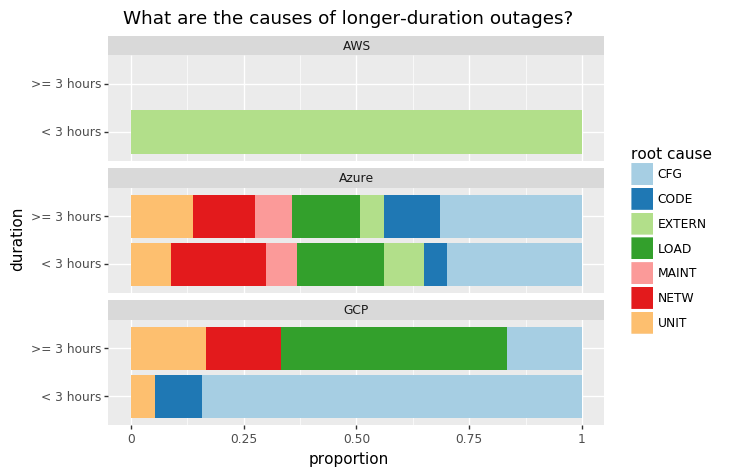 What are the causes of longer-duration outages?
AWS
>= 3 hours
< 3 hours
Azure
>= 3 hours
< 3 hours
GCP
>= 3 hours
< 3 hours
0 0.25 0.50 0.75 1
proportion
duration
root cause
CFG
CODE
EXTERN
LOAD
MAINT
NETW
UNIT